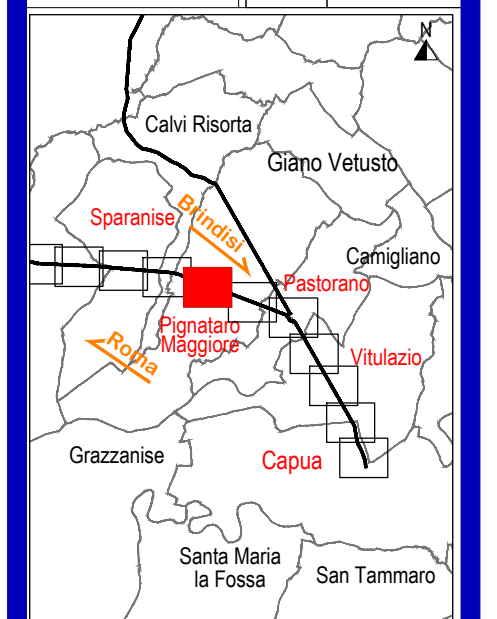 N
Calvi Risorta
Giano Vetusto
Sparanise
Brindisi
Camigliano
Pastorano
Pignataro
Maggiore
Roma
Vitulazio
Grazzanise
Capua
Santa Maria
la Fossa
San Tammaro